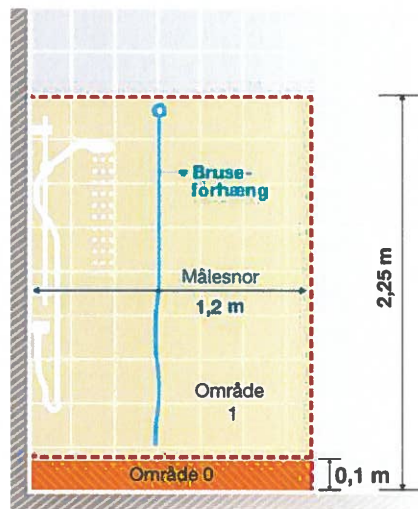 Bruse-
forhæng
2,25 m
Målesnor
1,2 m
Område
1
Område 0
0,1 m